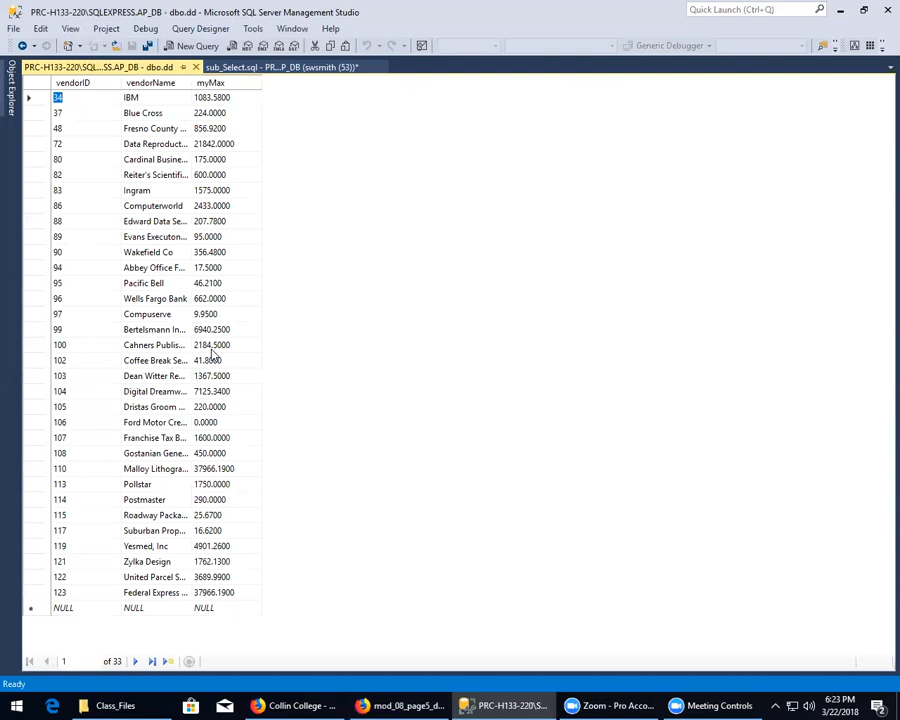 PRC-H133-220\SQLEXPRESS.AP_DB - dbo.dd - Microsoft SQL Server Management Studio
Quick Launch (Ctrl+Q)
File Edit View Project Debug Query Designer Tools Window Help
New Query Generic Debugger
PRC-H133-220\SQL...SS.AP_DB - dbo.dd sub_Select.sql - PR...P_DB (swsmith (53))*
Object Explorer
vendorID vendorName myMax
34 IBM 1083.5800
37 Blue Cross 224.0000
48 Fresno County ... 856.9200
72 Data Reproduct... 21842.0000
80 Cardinal Busine... 175.0000
82 Reiter's Scientifi... 600.0000
83 Ingram 1575.0000
86 Computerworld 2433.0000
88 Edward Data Se... 207.7800
89 Evans Executon... 95.0000
90 Wakefield Co 356.4800
94 Abbey Office F... 17.5000
95 Pacific Bell 46.2100
96 Wells Fargo Bank 662.0000
97 Compuserve 9.9500
99 Bertelsmann In... 6940.2500
100 Cahners Publis... 2184.5000
102 Coffee Break Se... 41.8000
103 Dean Witter Re... 1367.5000
104 Digital Dreamw... 7125.3400
105 Dristas Groom ... 220.0000
106 Ford Motor Cre... 0.0000
107 Franchise Tax B... 1600.0000
108 Gostanian Gene... 450.0000
110 Malloy Lithogra... 37966.1900
113 Pollstar 1750.0000
114 Postmaster 290.0000
115 Roadway Packa... 25.6700
117 Suburban Prop... 16.6200
119 Yesmed, Inc 4901.2600
121 Zylka Design 1762.1300
122 United Parcel S... 3689.9900
123 Federal Express ... 37966.1900
NULL NULL NULL
1 of 33
Ready
Class_Files Collin College - ... mod_08_page5_d... PRC-H133-220\S... Zoom - Pro Acco... Meeting Controls 6:23 PM
3/22/2018 2